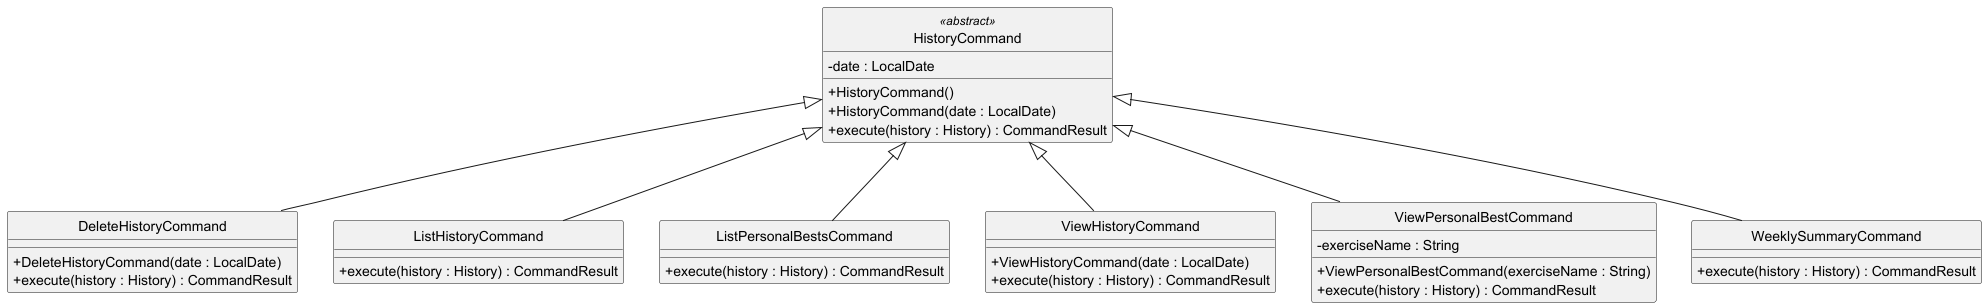 «abstract»
HistoryCommand
-date : LocalDate
+HistoryCommand()
+HistoryCommand(date : LocalDate)
+execute(history : History) : CommandResult
DeleteHistoryCommand
+DeleteHistoryCommand(date : LocalDate)
+execute(history : History) : CommandResult
ListHistoryCommand
+execute(history : History) : CommandResult
ListPersonalBestsCommand
+execute(history : History) : CommandResult
ViewHistoryCommand
+ViewHistoryCommand(date : LocalDate)
+execute(history : History) : CommandResult
ViewPersonalBestCommand
-exerciseName : String
+ViewPersonalBestCommand(exerciseName : String)
+execute(history : History) : CommandResult
WeeklySummaryCommand
+execute(history : History) : CommandResult